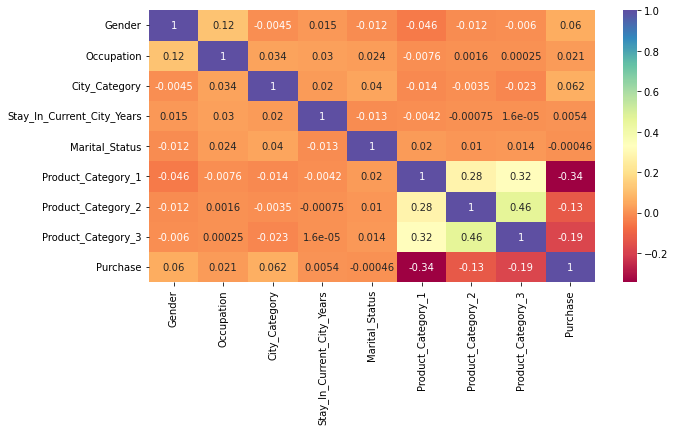 Gender 1 0.12 -0.0045 0.015 -0.012 -0.046 -0.012 -0.006 0.06
Occupation 0.12 1 0.034 0.03 0.024 -0.0076 0.0016 0.00025 0.021
City_Category -0.0045 0.034 1 0.02 0.04 -0.014 -0.0035 -0.023 0.062
Stay_In_Current_City_Years 0.015 0.03 0.02 1 -0.013 -0.0042 -0.00075 1.6e-05 0.0054
Marital_Status -0.012 0.024 0.04 -0.013 1 0.02 0.01 0.014 -0.00046
Product_Category_1 -0.046 -0.0076 -0.014 -0.0042 0.02 1 0.28 0.32 -0.34
Product_Category_2 -0.012 0.0016 -0.0035 -0.00075 0.01 0.28 1 0.46 -0.13
Product_Category_3 -0.006 0.00025 -0.023 1.6e-05 0.014 0.32 0.46 1 -0.19
Purchase 0.06 0.021 0.062 0.0054 -0.00046 -0.34 -0.13 -0.19 1
Gender
Occupation
City_Category
Stay_In_Current_City_Years
Marital_Status
Product_Category_1
Product_Category_2
Product_Category_3
Purchase
1.0
0.8
0.6
0.4
0.2
0.0
−0.2